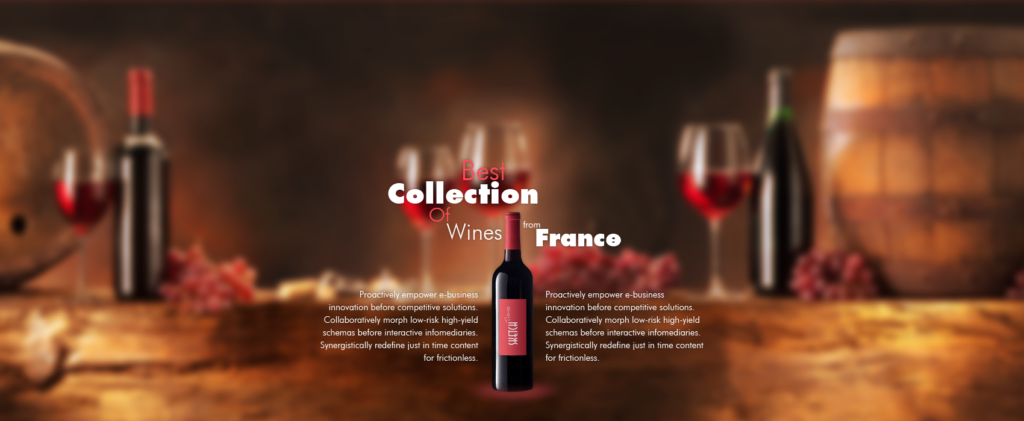 Best
Collection
Of
Wines
from
France
Proactively empower e-business
innovation before competitive solutions.
Collaboratively morph low-risk high-yield
schemas before interactive infomediaries.
Synergistically redefine just in time content
for frictionless.
Proactively empower e-business
innovation before competitive solutions.
Collaboratively morph low-risk high-yield
schemas before interactive infomediaries.
Synergistically redefine just in time content
for frictionless.
SKETCH